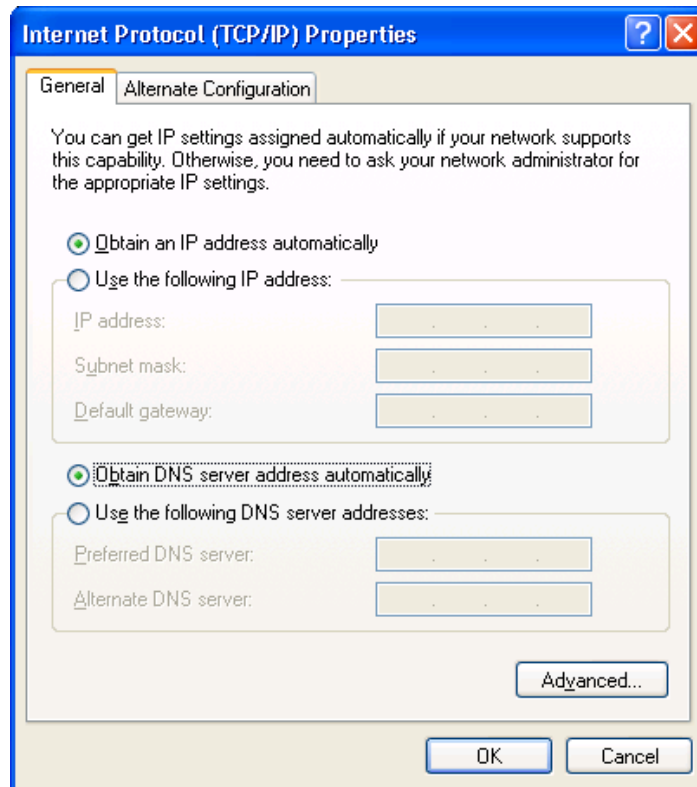 Internet Protocol (TCP/IP) Properties
General
Alternate Configuration
You can get IP settings assigned automatically if your network supports
this capability. Otherwise, you need to ask your network administrator for
the appropriate IP settings.
Obtain an IP address automatically
Use the following IP address:
IP address:
Subnet mask:
Default gateway:
Obtain DNS server address automatically
Use the following DNS server addresses:
Preferred DNS server:
Alternate DNS server:
Advanced...
OK
Cancel